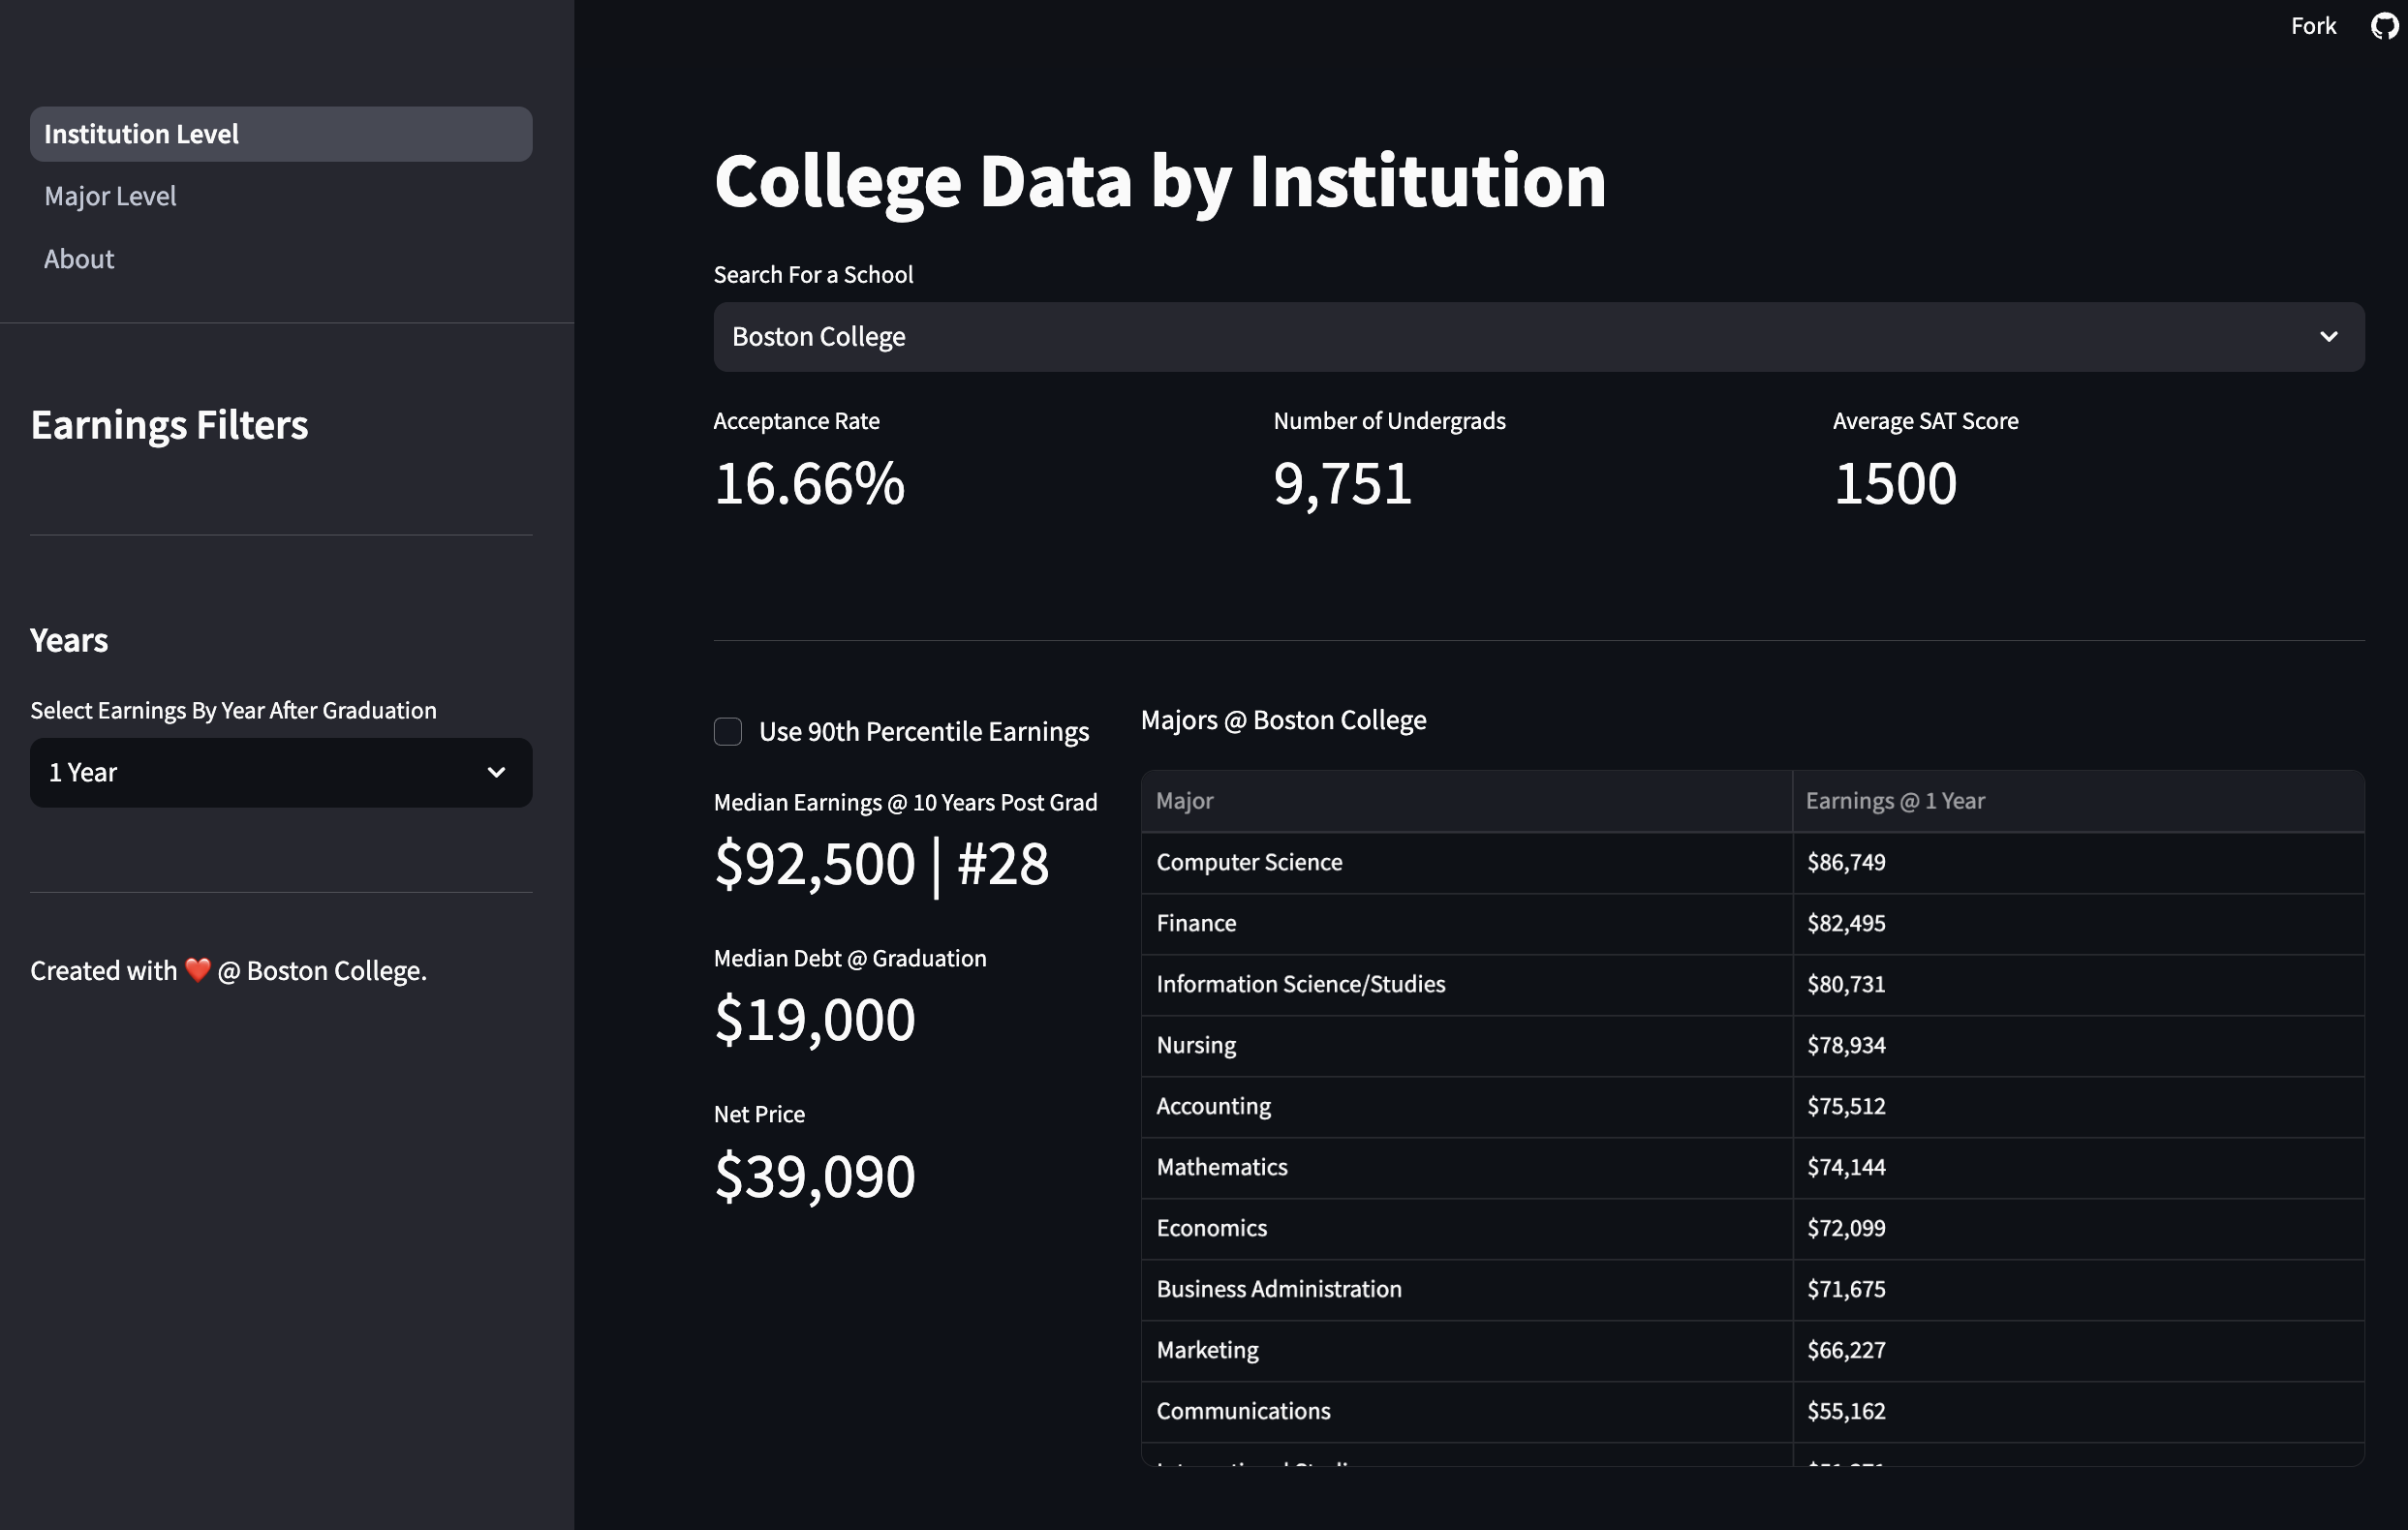 Fork
Institution Level
Major Level
About
Earnings Filters
Years
Select Earnings By Year After Graduation
1 Year
Created with ❤️ @ Boston College.
College Data by Institution
Search For a School
Boston College
Acceptance Rate
16.66%
Number of Undergrads
9,751
Average SAT Score
1500
Use 90th Percentile Earnings
Median Earnings @ 10 Years Post Grad
$92,500 | #28
Median Debt @ Graduation
$19,000
Net Price
$39,090
Majors @ Boston College
Major Earnings @ 1 Year
Computer Science $86,749
Finance $82,495
Information Science/Studies $80,731
Nursing $78,934
Accounting $75,512
Mathematics $74,144
Economics $72,099
Business Administration $71,675
Marketing $66,227
Communications $55,162